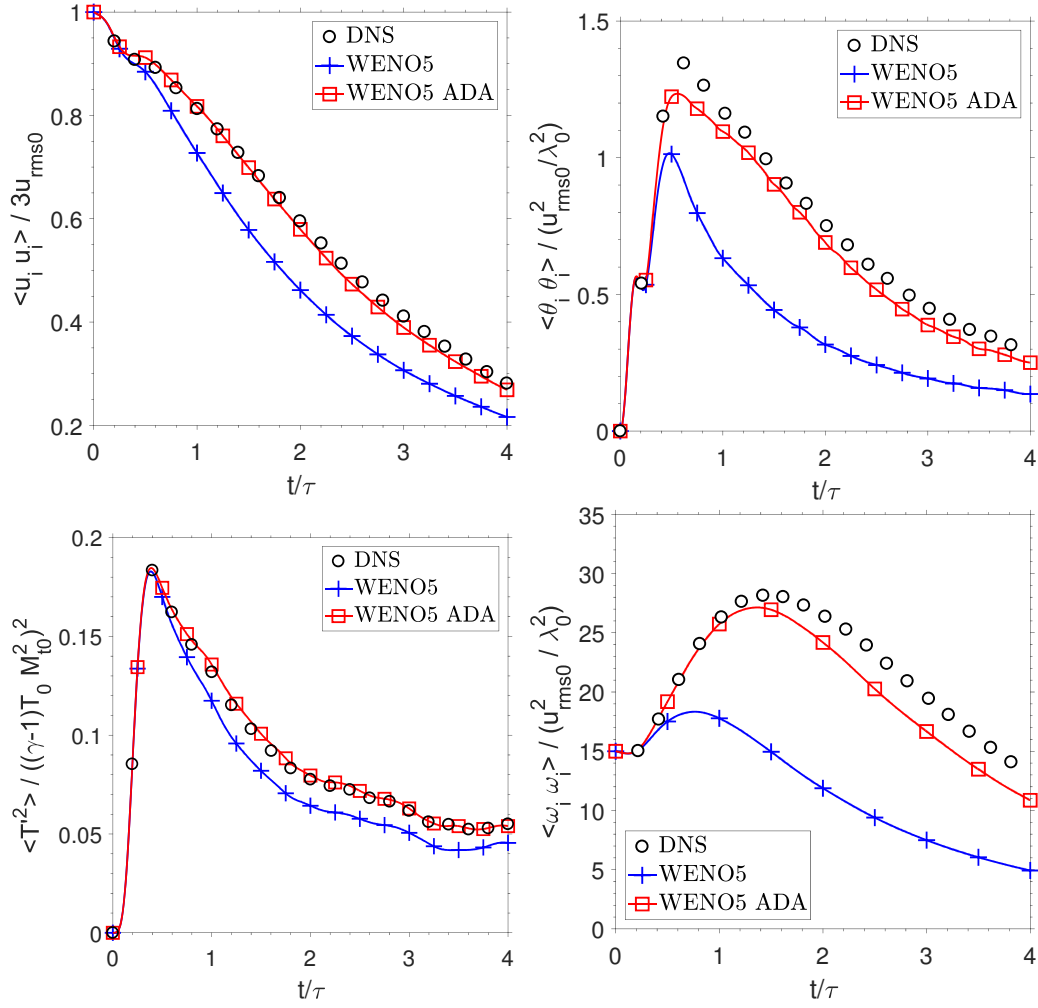 1
0.8
0.6
0.4
0.2
0 1 2 3 4
t/τ
<u_i u_i> / 3u_rms0
DNS
WENO5
WENO5 ADA
1.5
1
0.5
0
0 1 2 3 4
t/τ
<θ_i θ_i> / (u²_rms0/λ²_0)
DNS
WENO5
WENO5 ADA
0.2
0.15
0.1
0.05
0
0 1 2 3 4
t/τ
<T'²> / ((γ-1)T_0 M²_t0)²
DNS
WENO5
WENO5 ADA
35
30
25
20
15
10
5
0
0 1 2 3 4
t/τ
<ω_i ω_i> / (u²_rms0 / λ²_0)
DNS
WENO5
WENO5 ADA